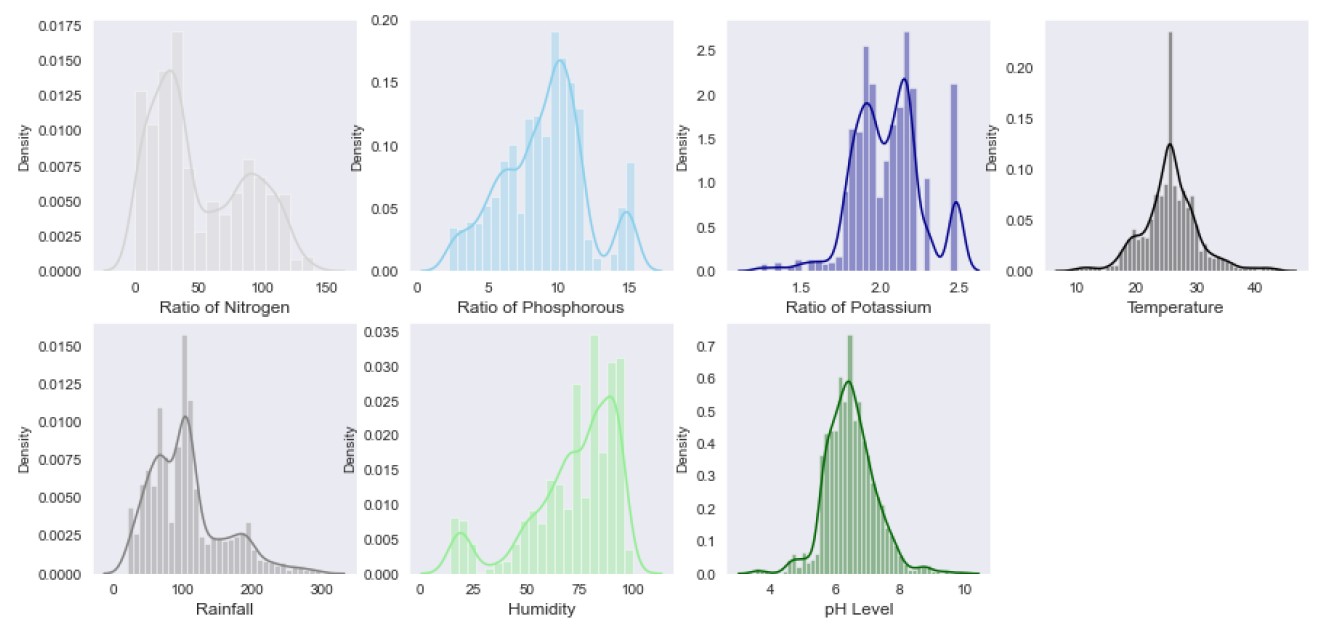 0.0175
0.0150
0.0125
0.0100
0.0075
0.0050
0.0025
0.0000
Density
0 50 100 150
Ratio of Nitrogen
0.20
0.15
0.10
0.05
0.00
Density
0 5 10 15
Ratio of Phosphorous
2.5
2.0
1.5
1.0
0.5
0.0
Density
1.5 2.0 2.5
Ratio of Potassium
0.20
0.15
0.10
0.05
0.00
Density
10 20 30 40
Temperature
0.0150
0.0125
0.0100
0.0075
0.0050
0.0025
0.0000
Density
0 100 200 300
Rainfall
0.035
0.030
0.025
0.020
0.015
0.010
0.005
0.000
Density
0 25 50 75 100
Humidity
0.7
0.6
0.5
0.4
0.3
0.2
0.1
0.0
Density
4 6 8 10
pH Level